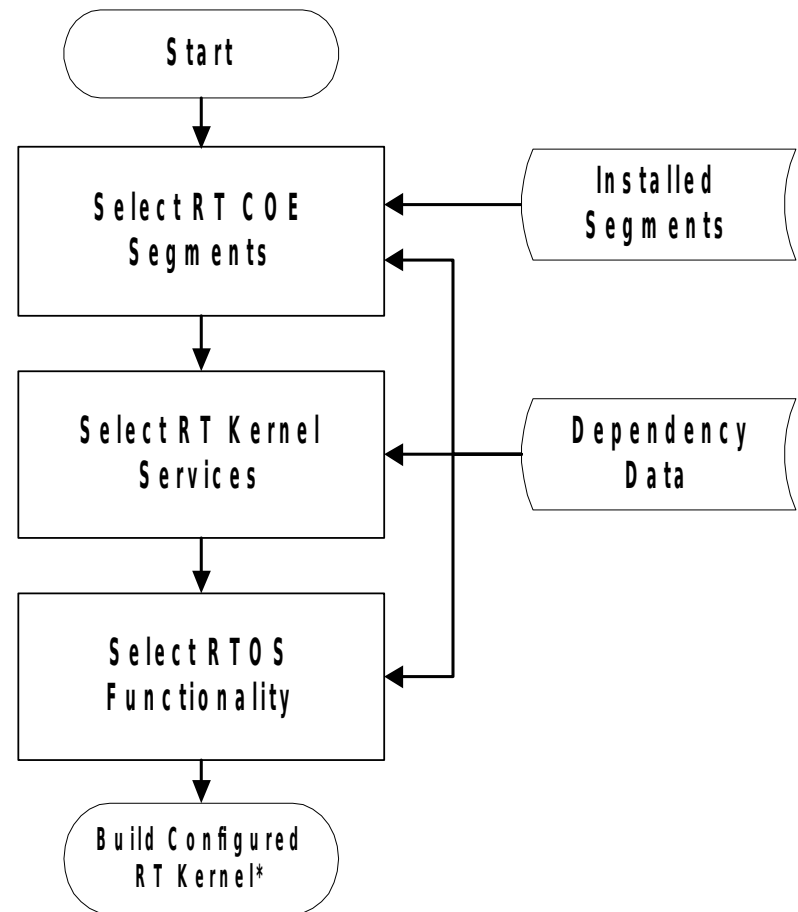 Start
Select RT COE
Segments
Installed
Segments
Select RT Kernel
Services
Dependency
Data
Select RTOS
Functionality
Build Configured
RT Kernel*